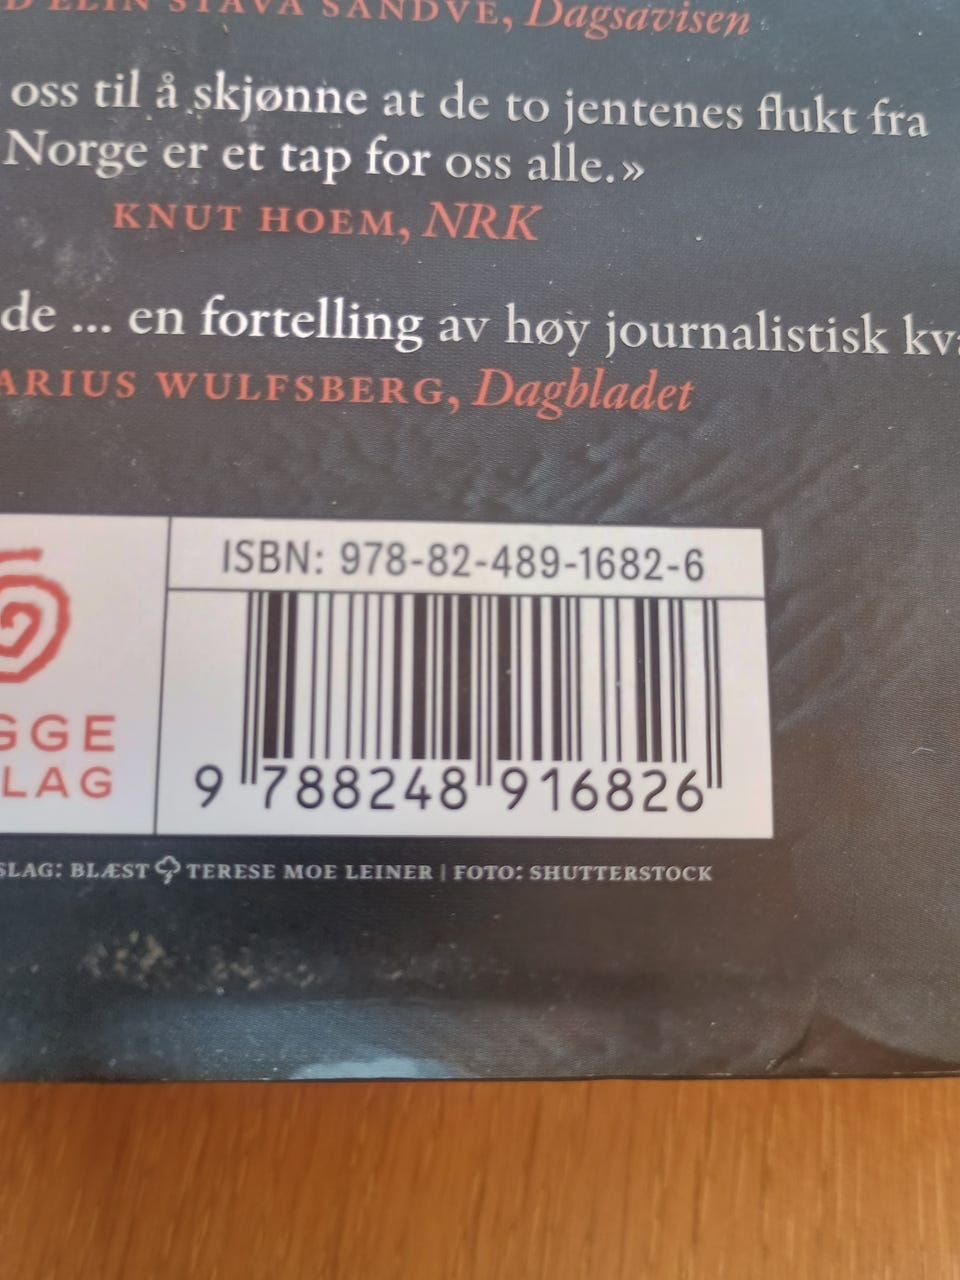 ELIN STAVA SANDVE, Dagsavisen
oss til å skjønne at de to jentenes flukt fra
Norge er et tap for oss alle.»
KNUT HOEM, NRK
de ... en fortelling av høy journalistisk
ARIUS WULFSBERG, Dagbladet
ISBN: 978-82-489-1682-6
GGE
LAG
9 788248 916826
SLAG: BLÆST TERESE MOE LEINER | FOTO: SHUTTERSTOCK